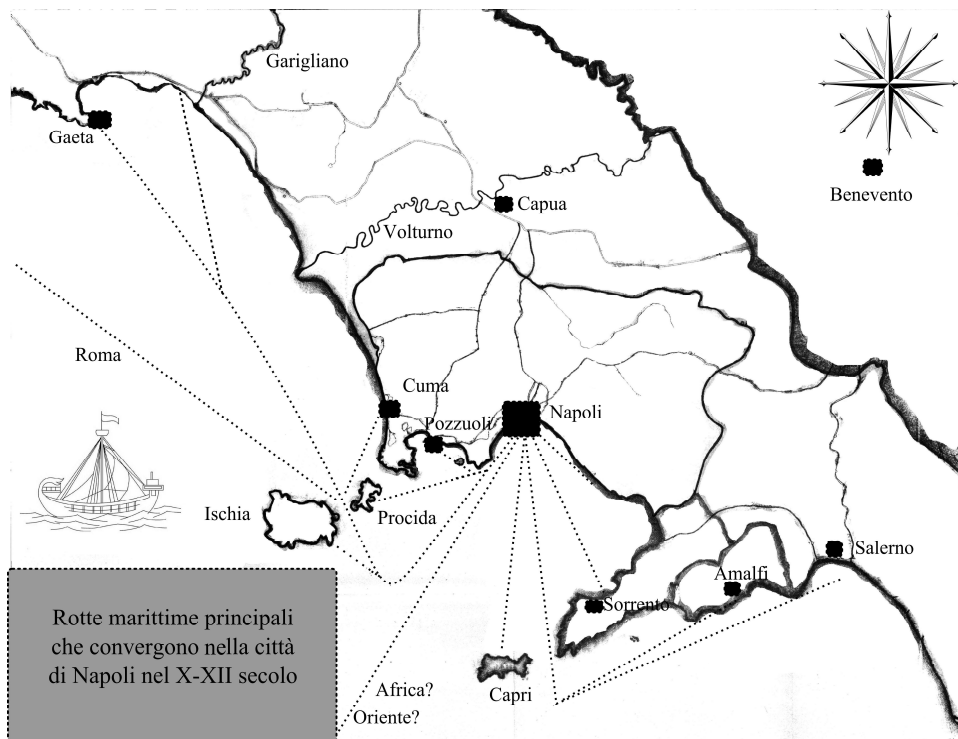 Garigliano
Gaeta
Benevento
Capua
Volturno
Roma
Cuma
Pozzuoli
Napoli
Ischia
Procida
Salerno
Amalfi
Sorrento
Rotte marittime principali
che convergono nella città
di Napoli nel X-XII secolo
Capri
Africa?
Oriente?